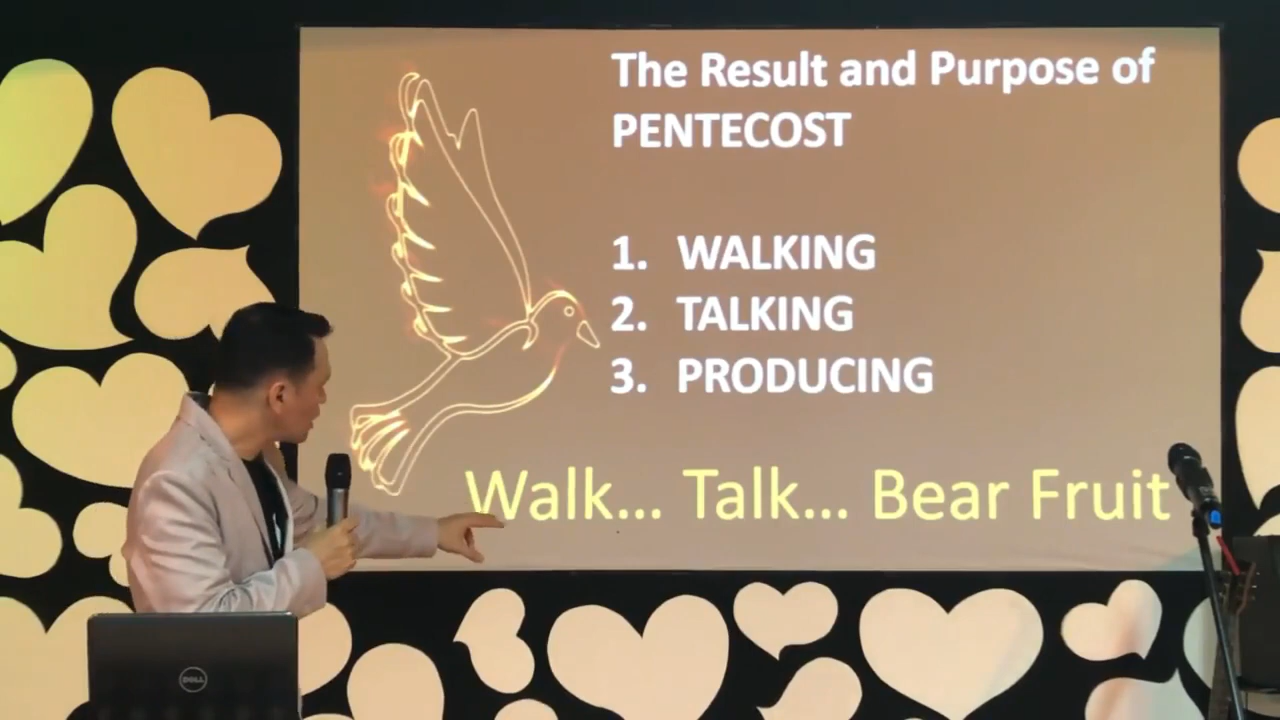 The Result and Purpose of
PENTECOST
1. WALKING
2. TALKING
3. PRODUCING
Walk... Talk... Bear Fruit
DELL